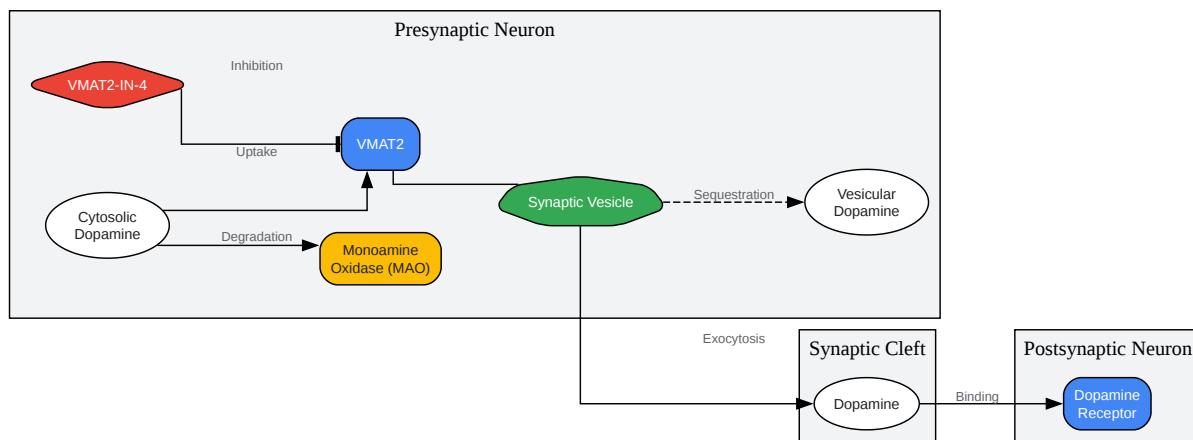 Presynaptic Neuron
Inhibition
VMAT2-IN-4
VMAT2
Uptake
Synaptic Vesicle
Sequestration
Vesicular
Dopamine
Cytosolic
Dopamine
Degradation
Monoamine
Oxidase (MAO)
Exocytosis
Synaptic Cleft
Dopamine
Binding
Postsynaptic Neuron
Dopamine
Receptor